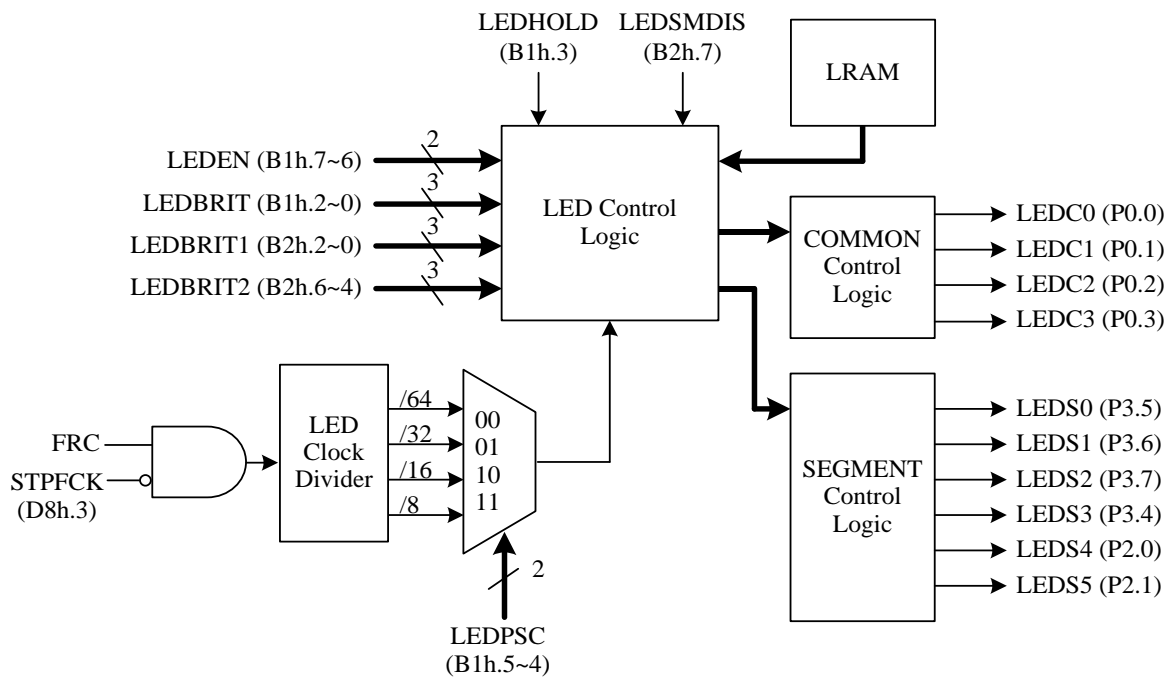 LEDHOLD
(B1h.3)
LEDSMDIS
(B2h.7)
LRAM
LEDEN (B1h.7~6)
2
LEDBRIT (B1h.2~0)
3
LEDBRIT1 (B2h.2~0)
3
LEDBRIT2 (B2h.6~4)
3
LED Control
Logic
COMMON
Control
Logic
LEDC0 (P0.0)
LEDC1 (P0.1)
LEDC2 (P0.2)
LEDC3 (P0.3)
FRC
STPFCK
(D8h.3)
LED
Clock
Divider
/64
/32
/16
/8
00
01
10
11
2
LEDPSC
(B1h.5~4)
SEGMENT
Control
Logic
LEDS0 (P3.5)
LEDS1 (P3.6)
LEDS2 (P3.7)
LEDS3 (P3.4)
LEDS4 (P2.0)
LEDS5 (P2.1)